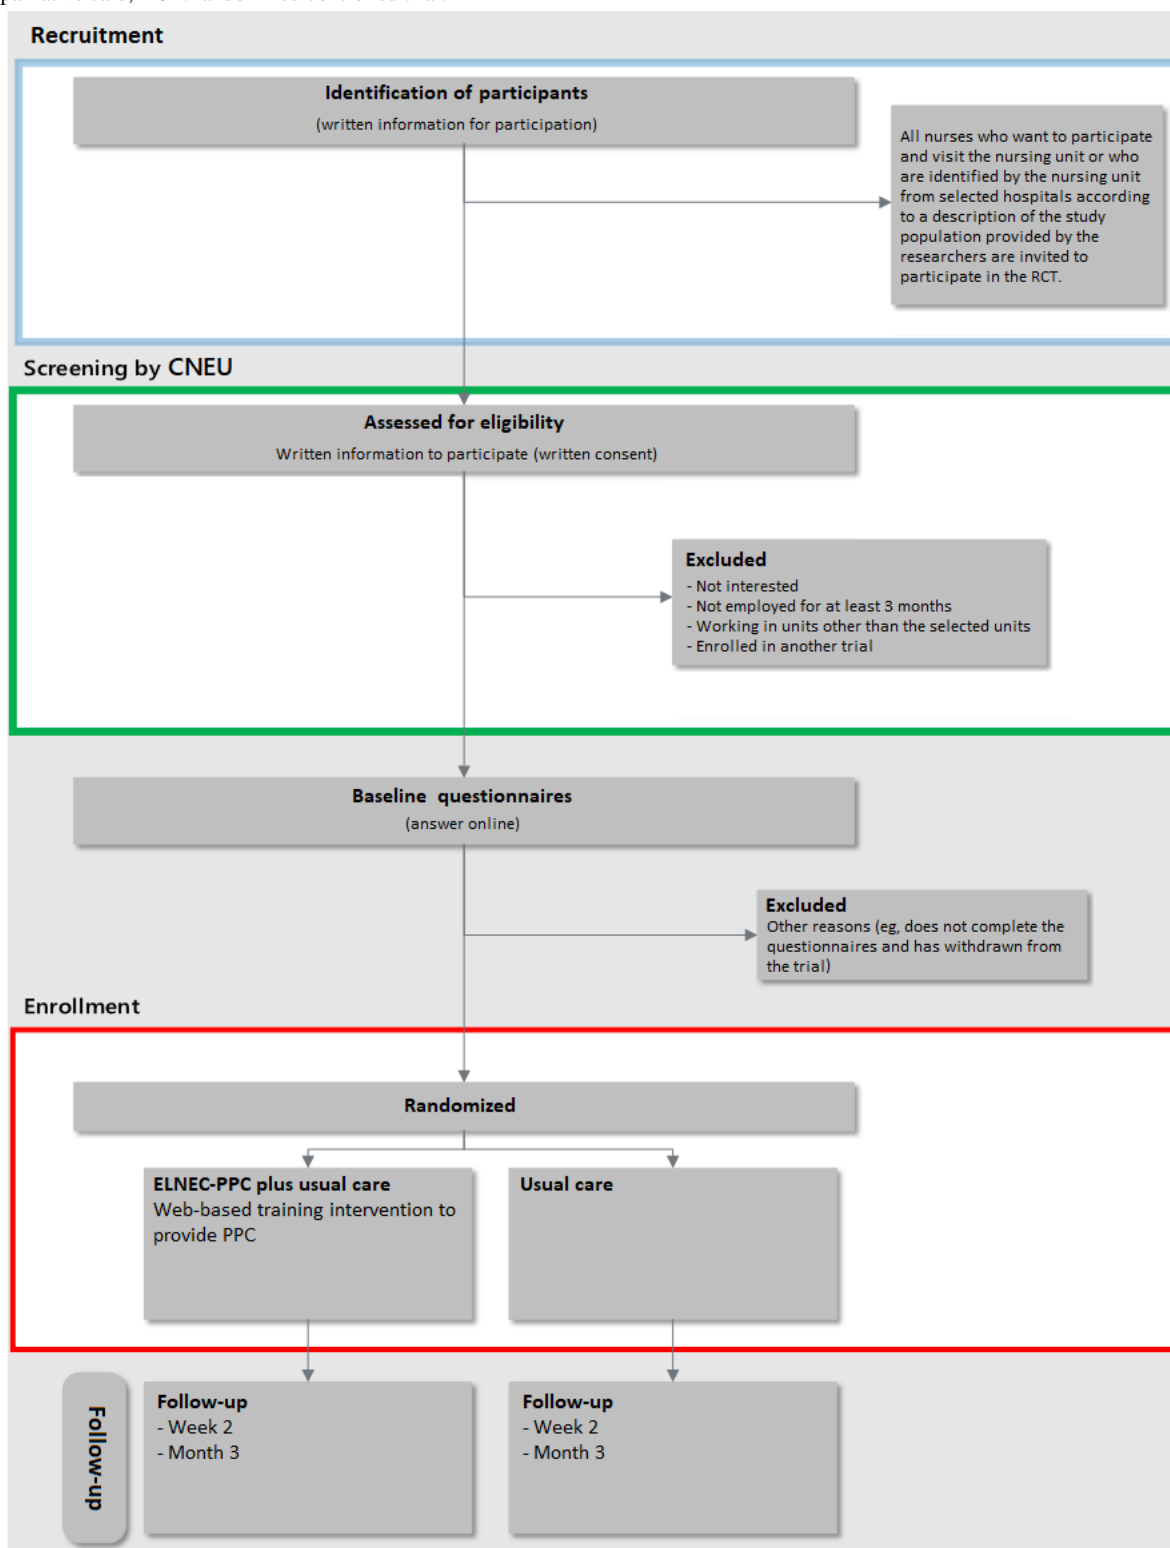 Recruitment
Identification of participants
(written information for participation)
All nurses who want to participate
and visit the nursing unit or who
are identified by the nursing unit
from selected hospitals according
to a description of the study
population provided by the
researchers are invited to
participate in the RCT.
Screening by CNEU
Assessed for eligibility
Written information to participate (written consent)
Excluded
- Not interested
- Not employed for at least 3 months
- Working in units other than the selected units
- Enrolled in another trial
Baseline questionnaires
(answer online)
Excluded
Other reasons (eg, does not complete the
questionnaires and has withdrawn from
the trial)
Enrollment
Randomized
ELNEC-PPC plus usual care
Web-based training intervention to
provide PPC
Usual care
Follow-up
Follow-up
- Week 2
- Month 3
Follow-up
- Week 2
- Month 3